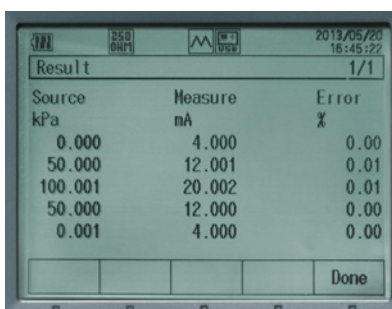 250 OHM 2013/05/20
16:45:22
Result 1/1
Source Measure Error
kPa mA %
0.000 4.000 0.00
50.000 12.001 0.01
100.001 20.002 0.01
50.000 12.000 0.00
0.001 4.000 0.00
Done